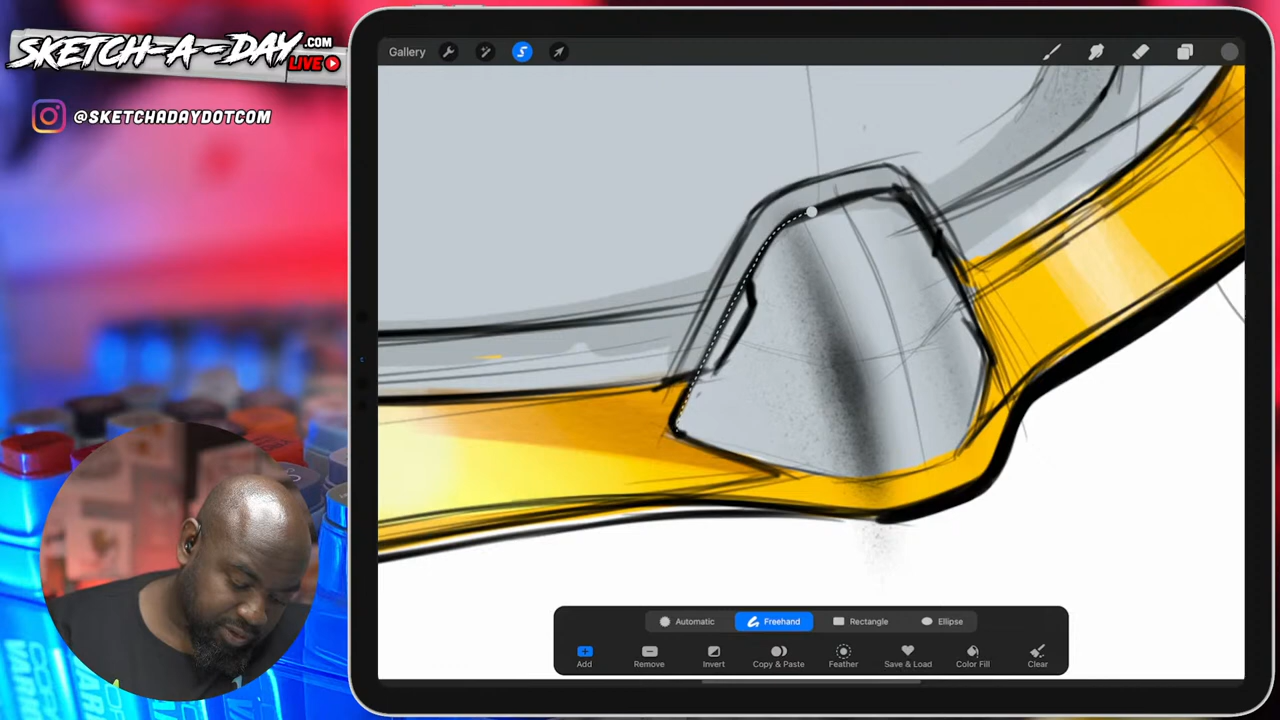 SKETCH-A-DAY.COM
LIVE
@SKETCHADAYDOTCOM
Gallery
Automatic
Freehand
Rectangle
Ellipse
Add
Remove
Invert
Copy & Paste
Feather
Save & Load
Color Fill
Clear